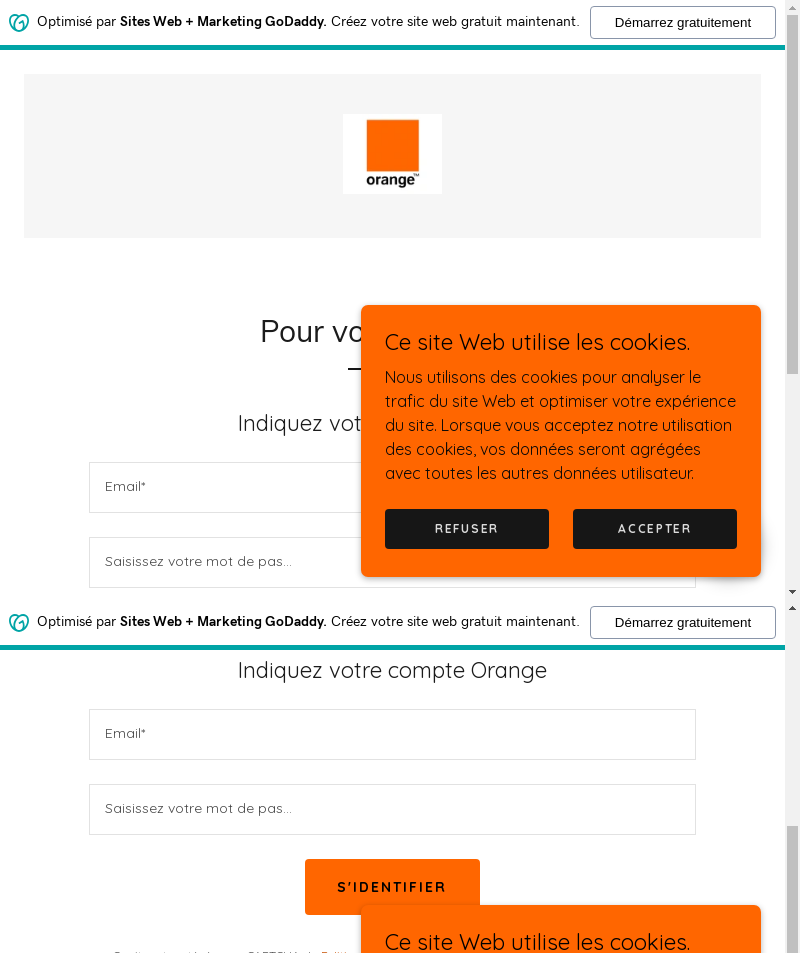 Optimisé par Sites Web + Marketing GoDaddy. Créez votre site web gratuit maintenant.
Démarrez gratuitement
orange™
Pour vo
Indiquez vot
Email*
Saisissez votre mot de pas...
Ce site Web utilise les cookies.
Nous utilisons des cookies pour analyser le
trafic du site Web et optimiser votre expérience
du site. Lorsque vous acceptez notre utilisation
des cookies, vos données seront agrégées
avec toutes les autres données utilisateur.
REFUSER
ACCEPTER
Optimisé par Sites Web + Marketing GoDaddy. Créez votre site web gratuit maintenant.
Démarrez gratuitement
Indiquez votre compte Orange
Email*
Saisissez votre mot de pas...
S'IDENTIFIER
Ce site Web utilise les cookies.